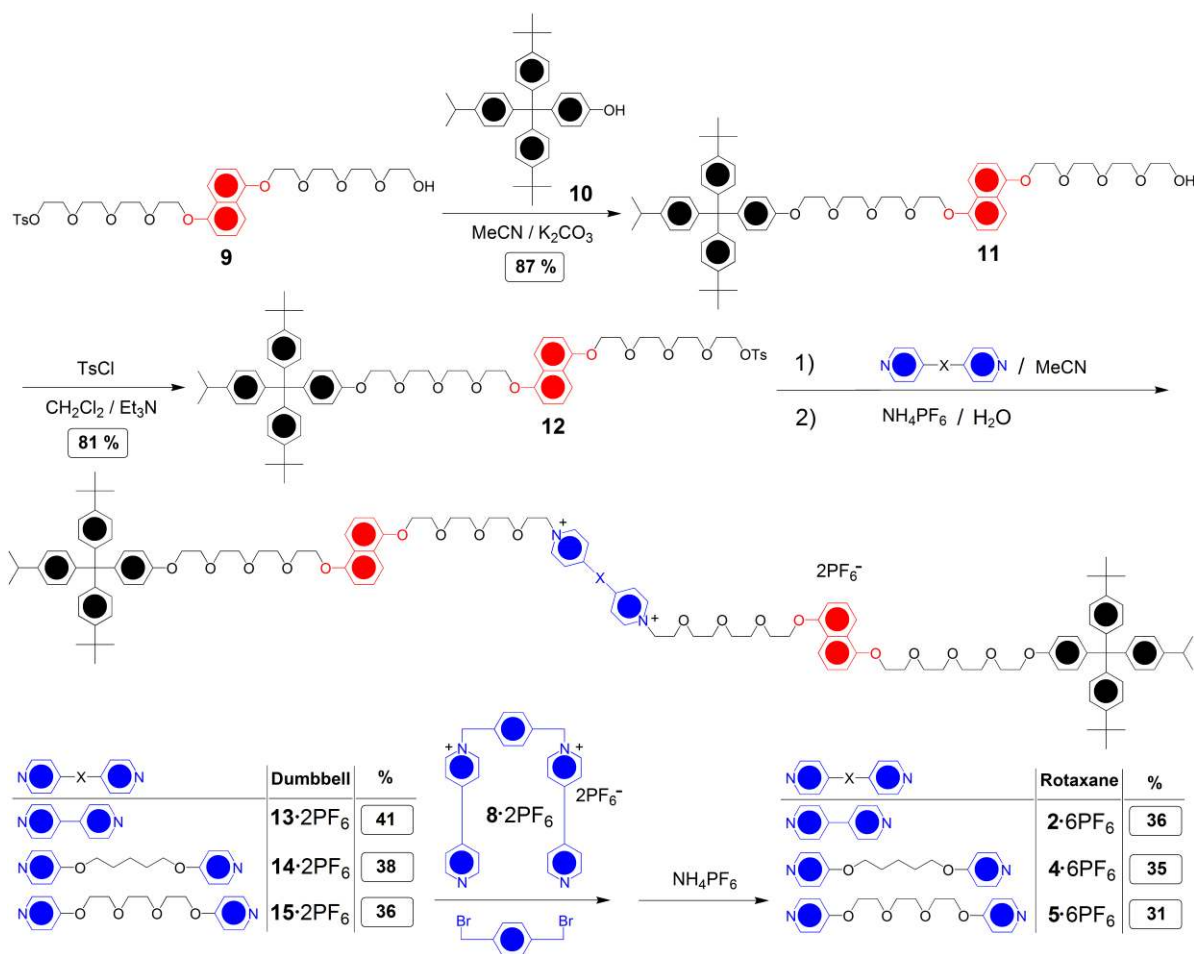 OH
10
TsO O O O O
O O O O OH
9
MeCN / K₂CO₃
87 %
O O O O O
O O O O OH
11
TsCl
CH₂Cl₂ / Et₃N
81 %
O O O O O
O O O O OTs
12
1) N X N / MeCN
2) NH₄PF₆ / H₂O
O O O O O
O O O O N +
X
N + O O O O
2PF₆⁻
O O O O O
N X N Dumbbell %
N N 13·2PF₆ 41
N O O N 14·2PF₆ 38
N O O O O N 15·2PF₆ 36
+ N N +
8·2PF₆ 2PF₆⁻
N N
Br Br
NH₄PF₆
N X N Rotaxane %
N N 2·6PF₆ 36
N O O N 4·6PF₆ 35
N O O O O N 5·6PF₆ 31